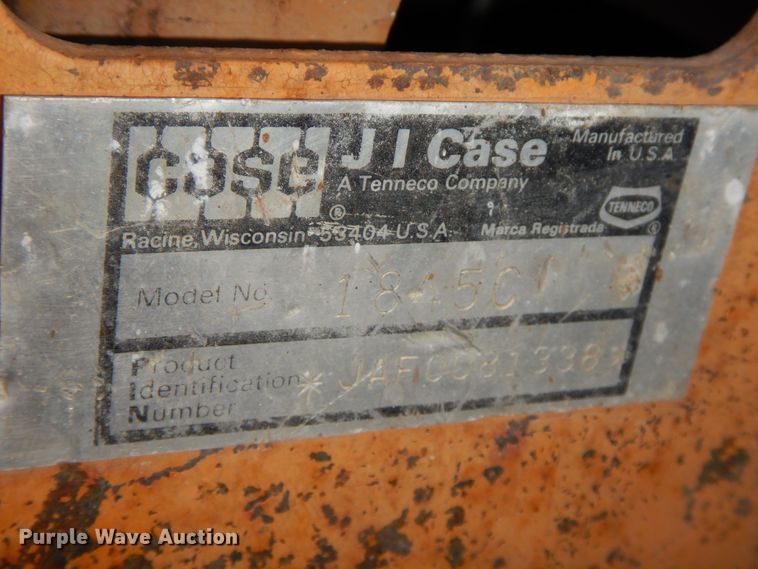 CASE
J I Case
A Tenneco Company
Manufactured
In U.S.A.
TENNECO
®
®
Racine, Wisconsin 53404 U.S.A.
Marca Registrada
Model No. 1845C
Product
Identification
Number
Purple Wave Auction®